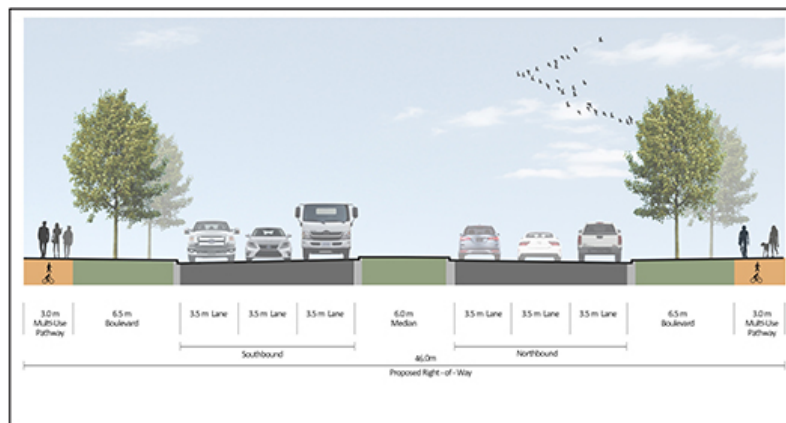 3.0 m
Multi-Use
Pathway
6.5 m
Boulevard
3.5 m Lane
3.5 m Lane
3.5 m Lane
6.0 m
Median
3.5 m Lane
3.5 m Lane
3.5 m Lane
6.5 m
Boulevard
3.0 m
Multi-Use
Pathway
Southbound
Northbound
46.0m
Proposed Right - of - Way